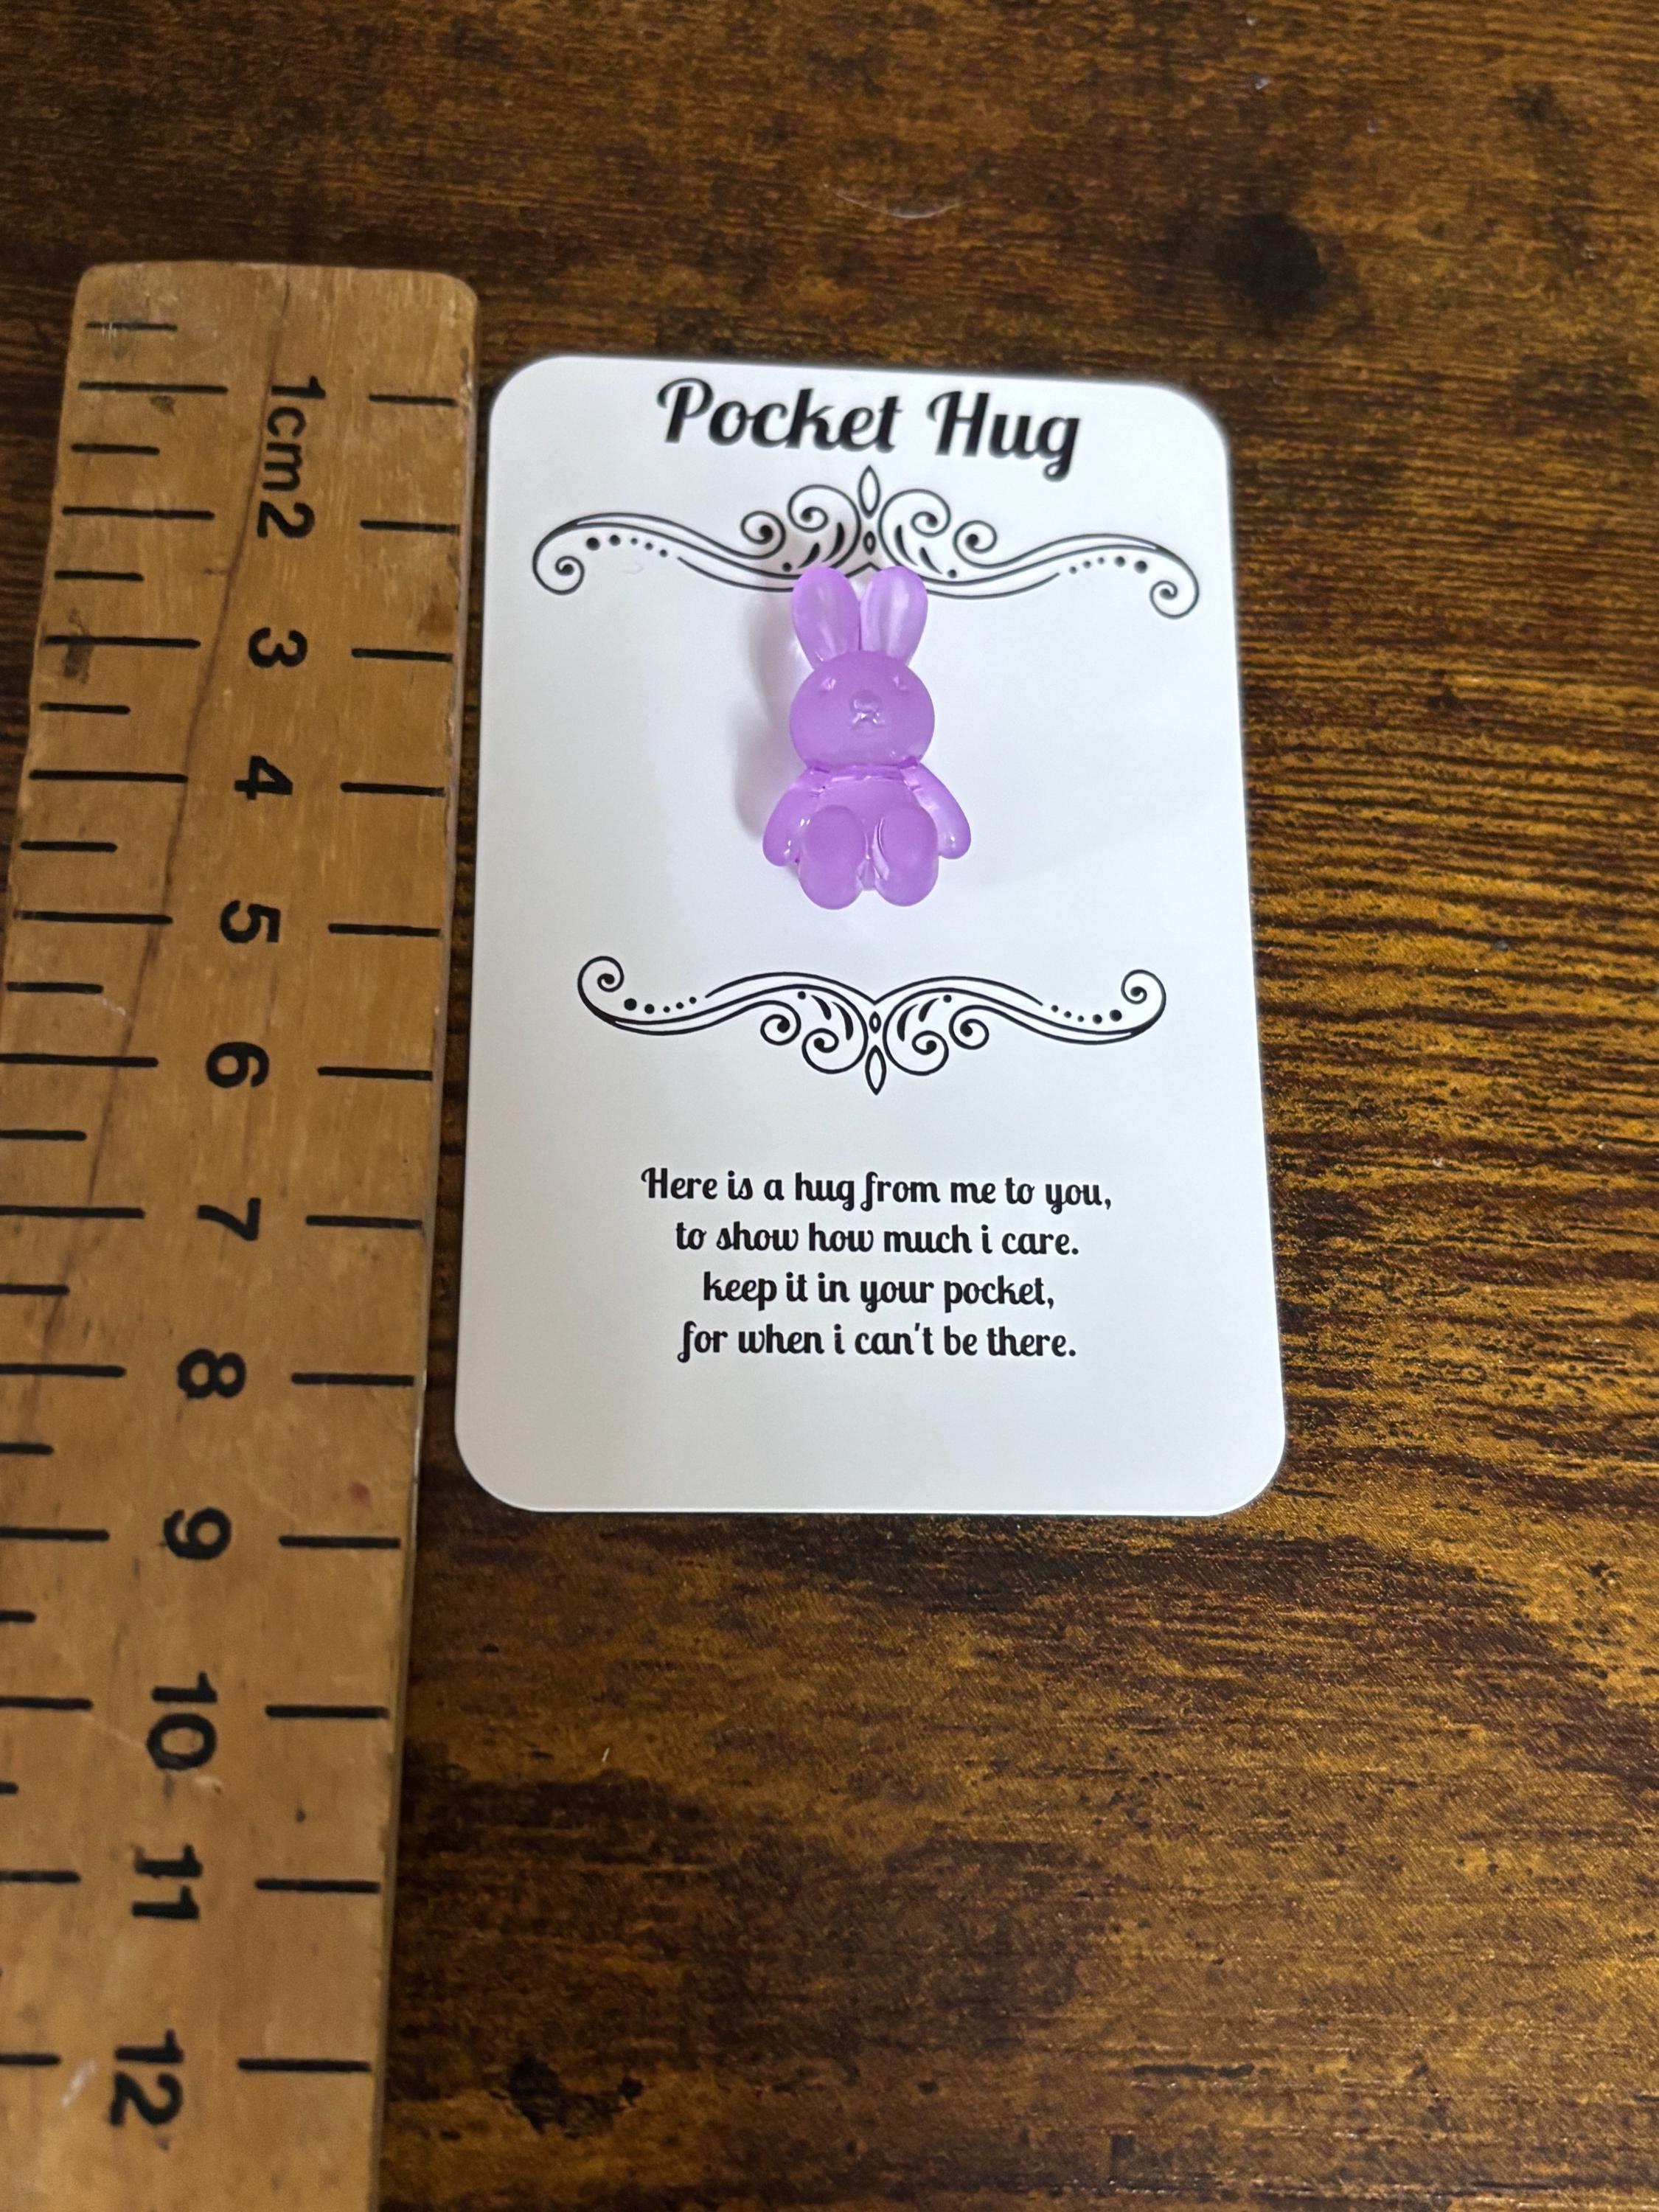 Pocket Hug
Here is a hug from me to you,
to show how much i care.
keep it in your pocket,
for when i can't be there.
1cm2
3
4
5
6
7
8
9
10
11
12